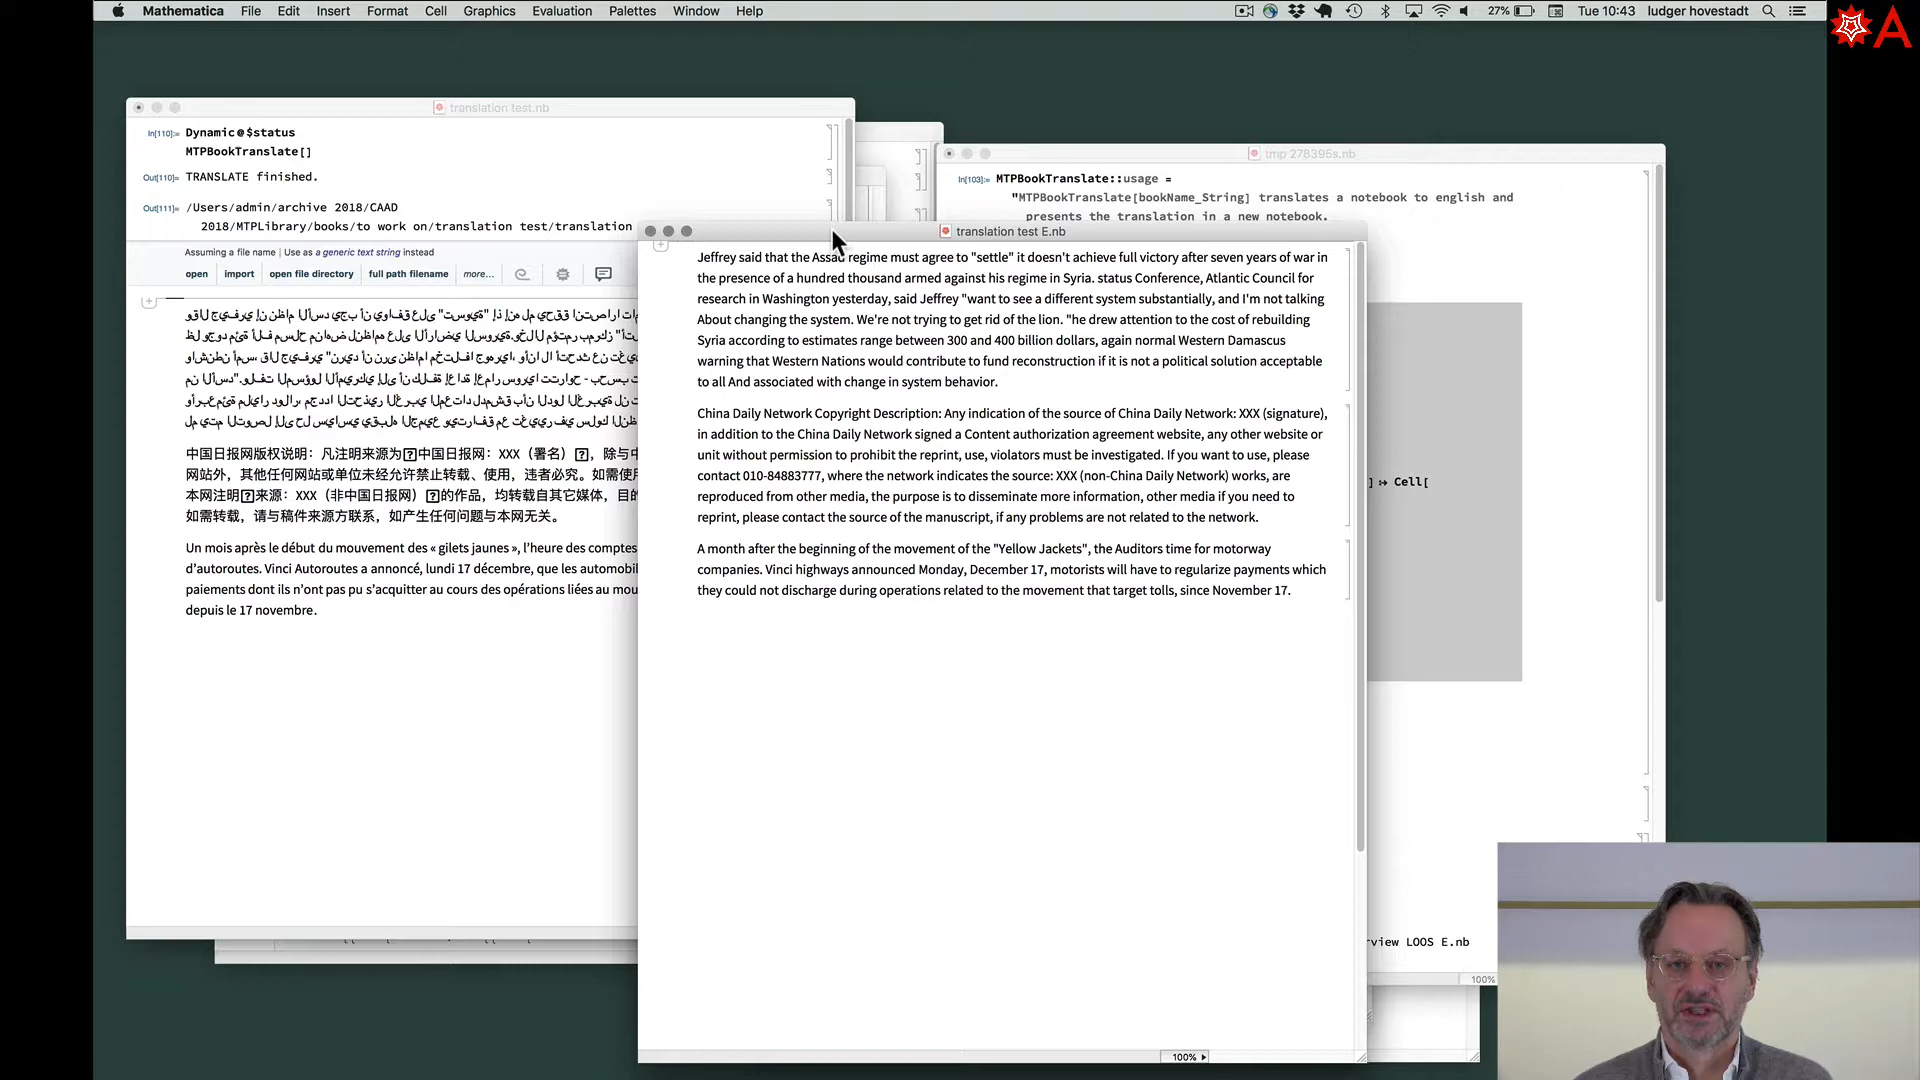 Mathematica File Edit Insert Format Cell Graphics Evaluation Palettes Window Help
27% Tue 10:43 ludger hovestadt
A
translation test.nb
In[110]:= Dynamic@$status
MTPBookTranslate[]
Out[110]= TRANSLATE finished.
Out[111]= /Users/admin/archive 2018/CAAD
2018/MTPLibrary/books/to work on/translation test/translation
Assuming a file name | Use as a generic text string instead
open import open file directory full path filename more...
中国日报网版权说明：凡注明来源为中国日报网：XXX（署名），除与中
网站外，其他任何网站或单位未经允许禁止转载、使用，违者必究。如需使用
本网注明来源：XXX（非中国日报网）的作品，均转载自其它媒体，目的
如需转载，请与稿件来源方联系，如产生任何问题与本网无关。
Un mois après le début du mouvement des « gilets jaunes », l’heure des comptes
d’autoroutes. Vinci Autoroutes a annoncé, lundi 17 décembre, que les automobil
paiements dont ils n’ont pas pu s’acquitter au cours des opérations liées au mou
depuis le 17 novembre.
tmp 278395s.nb
In[103]:= MTPBookTranslate::usage =
"MTPBookTranslate[bookName_String] translates a notebook to english and
presents the translation in a new notebook.
] :> Cell[
rview LOOS E.nb
100%
translation test E.nb
Jeffrey said that the Assad regime must agree to "settle" it doesn't achieve full victory after seven years of war in
the presence of a hundred thousand armed against his regime in Syria. status Conference, Atlantic Council for
research in Washington yesterday, said Jeffrey "want to see a different system substantially, and I'm not talking
About changing the system. We're not trying to get rid of the lion. "he drew attention to the cost of rebuilding
Syria according to estimates range between 300 and 400 billion dollars, again normal Western Damascus
warning that Western Nations would contribute to fund reconstruction if it is not a political solution acceptable
to all And associated with change in system behavior.
China Daily Network Copyright Description: Any indication of the source of China Daily Network: XXX (signature),
in addition to the China Daily Network signed a Content authorization agreement website, any other website or
unit without permission to prohibit the reprint, use, violators must be investigated. If you want to use, please
contact 010-84883777, where the network indicates the source: XXX (non-China Daily Network) works, are
reproduced from other media, the purpose is to disseminate more information, other media if you need to
reprint, please contact the source of the manuscript, if any problems are not related to the network.
A month after the beginning of the movement of the "Yellow Jackets", the Auditors time for motorway
companies. Vinci highways announced Monday, December 17, motorists will have to regularize payments which
they could not discharge during operations related to the movement that target tolls, since November 17.
100%